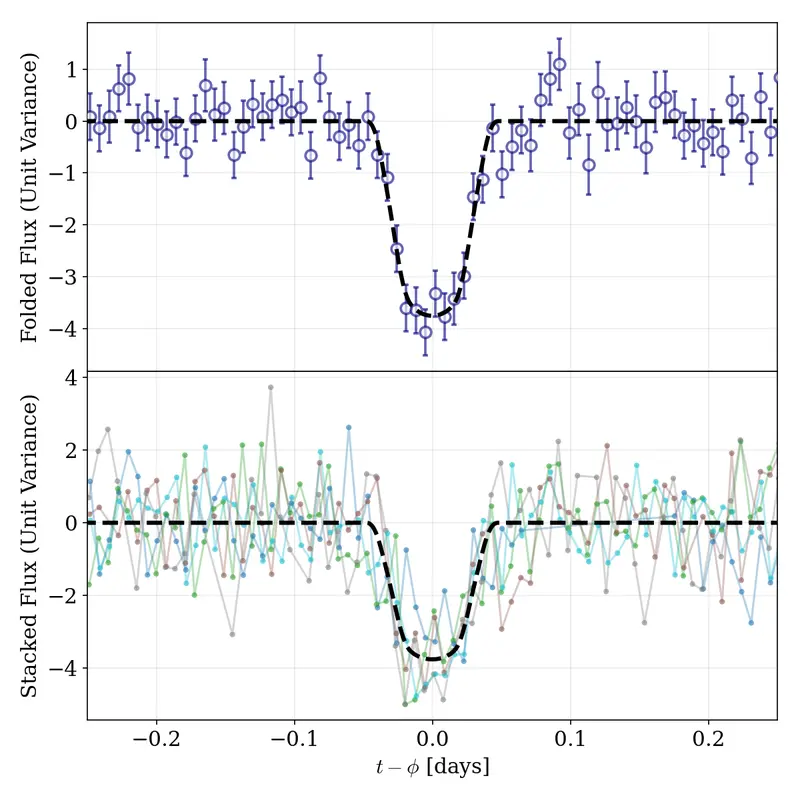 Folded Flux (Unit Variance)
1
0
−1
−2
−3
−4
Stacked Flux (Unit Variance)
4
2
0
−2
−4
−0.2 −0.1 0.0 0.1 0.2
t − ϕ [days]